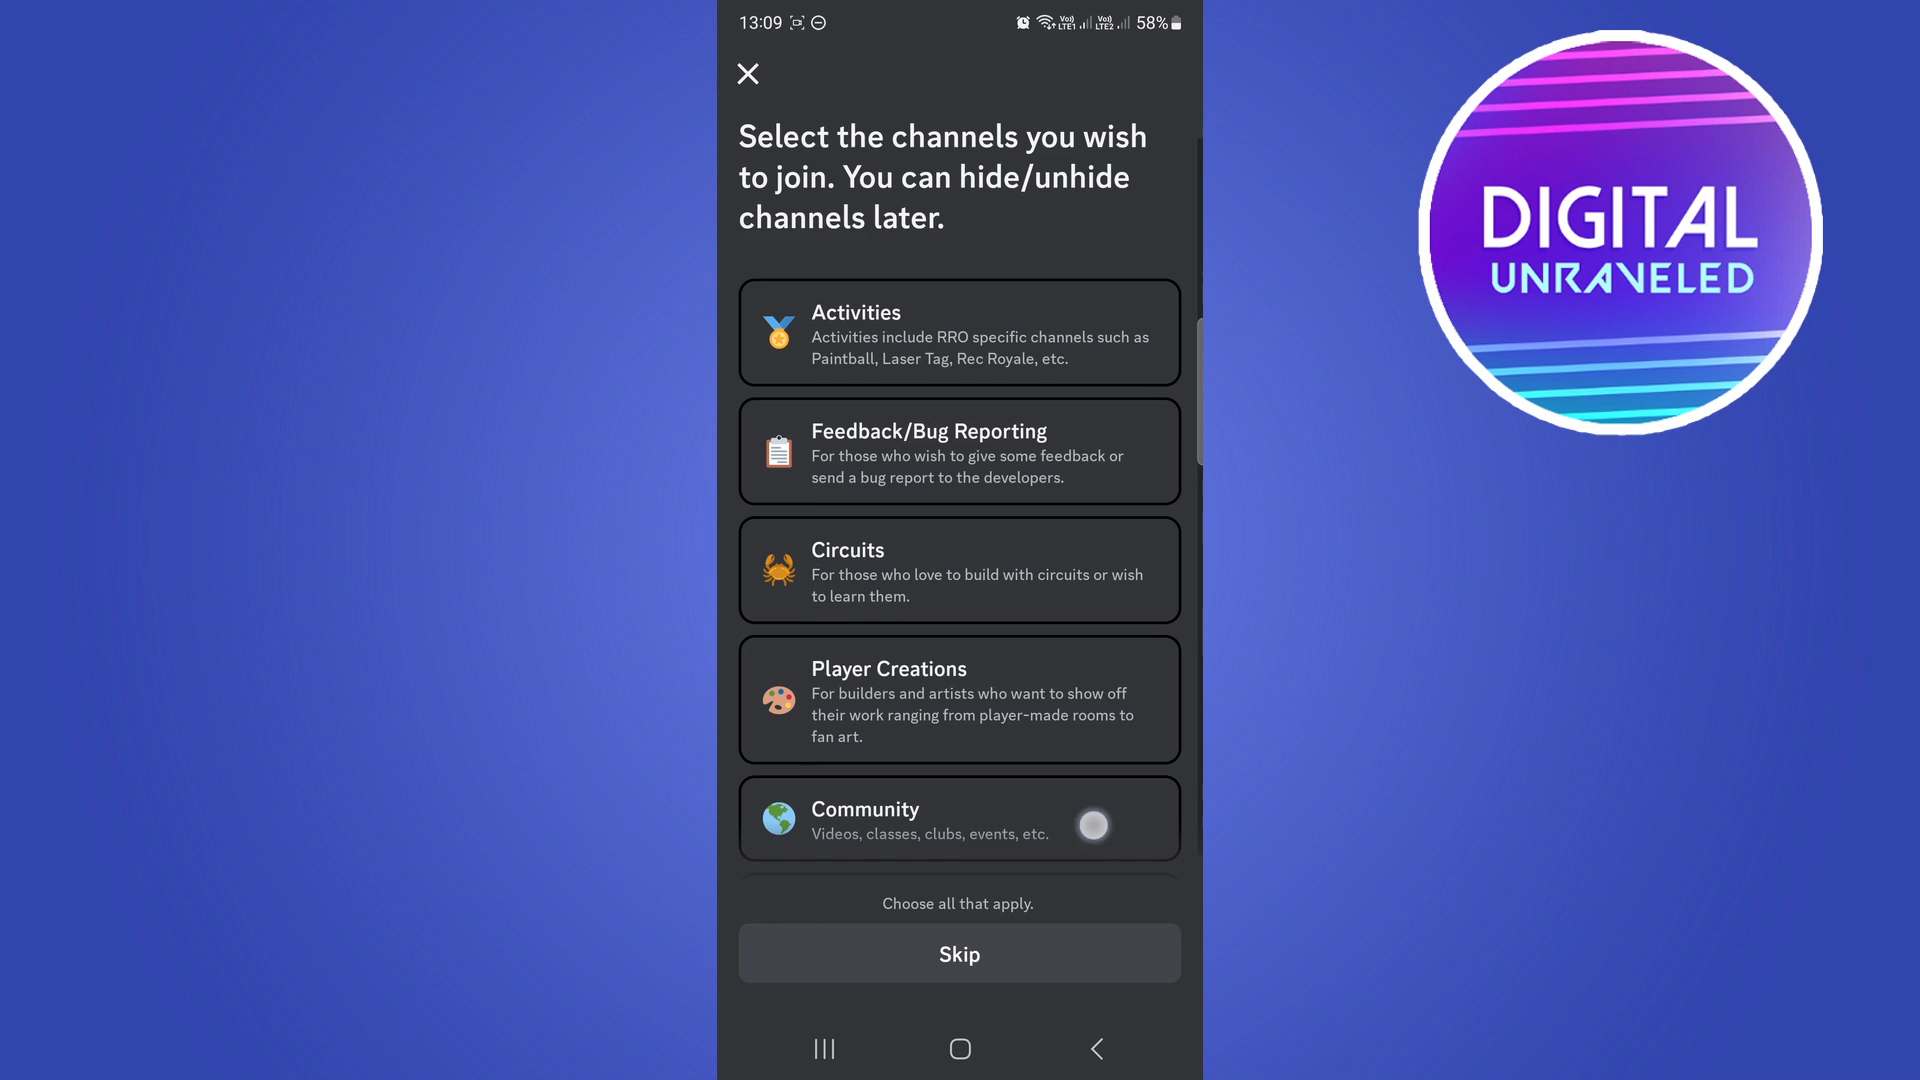 13:09
Vo) LTE1
Vo) LTE2
58%
DIGITAL
UNRAVELED
Select the channels you wish
to join. You can hide/unhide
channels later.
Activities
Activities include RRO specific channels such as
Paintball, Laser Tag, Rec Royale, etc.
Feedback/Bug Reporting
For those who wish to give some feedback or
send a bug report to the developers.
Circuits
For those who love to build with circuits or wish
to learn them.
Player Creations
For builders and artists who want to show off
their work ranging from player-made rooms to
fan art.
Community
Videos, classes, clubs, events, etc.
Choose all that apply.
Skip